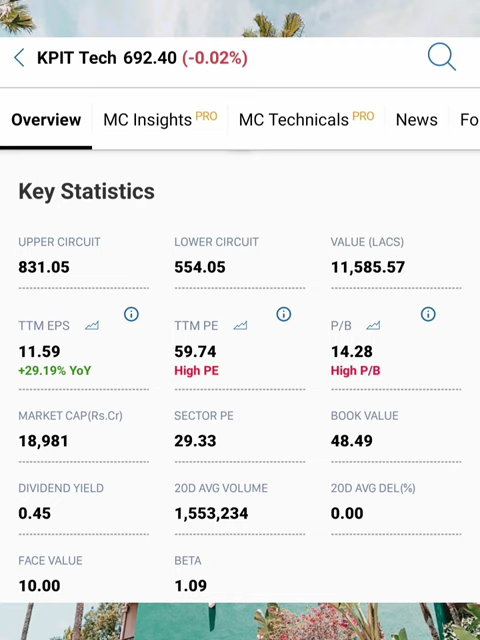 KPIT Tech 692.40 (-0.02%)
Overview MC Insights PRO MC Technicals PRO News Fo
Key Statistics
UPPER CIRCUIT LOWER CIRCUIT VALUE (LACS)
831.05 554.05 11,585.57
TTM EPS TTM PE P/B
11.59 59.74 14.28
+29.19% YoY High PE High P/B
MARKET CAP(Rs.Cr) SECTOR PE BOOK VALUE
18,981 29.33 48.49
DIVIDEND YIELD 20D AVG VOLUME 20D AVG DEL(%)
0.45 1,553,234 0.00
FACE VALUE BETA
10.00 1.09